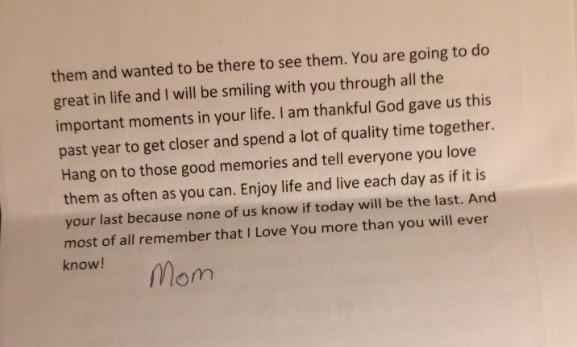 them and wanted to be there to see them. You are going to do
great in life and I will be smiling with you through all the
important moments in your life. I am thankful God gave us this
past year to get closer and spend a lot of quality time together.
Hang on to those good memories and tell everyone you love
them as often as you can. Enjoy life and live each day as if it is
your last because none of us know if today will be the last. And
most of all remember that I Love You more than you will ever
know!
Mom